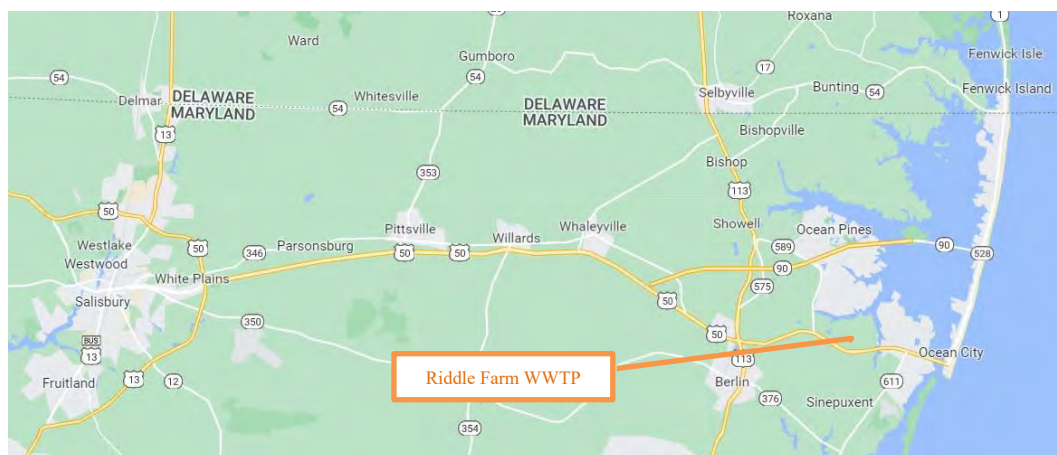 Roxana
1
Ward
Gumboro
Fenwick Isle
54
17
54
Bunting
54
Fenwick Island
Delmar
DELAWARE
MARYLAND
54
Whitesville
DELAWARE
MARYLAND
Selbyville
13
Bishopville
Bishop
353
113
50
Pittsville
Whaleyville
Showell
Ocean Pines
Westlake
50
346
Parsonsburg
Willards
589
90
528
Westwood
50
50
90
White Plains
575
Salisbury
50
350
50
BUS
13
Riddle Farm WWTP
113
Ocean City
Fruitland
13
12
Berlin
611
376
Sinepuxent
354